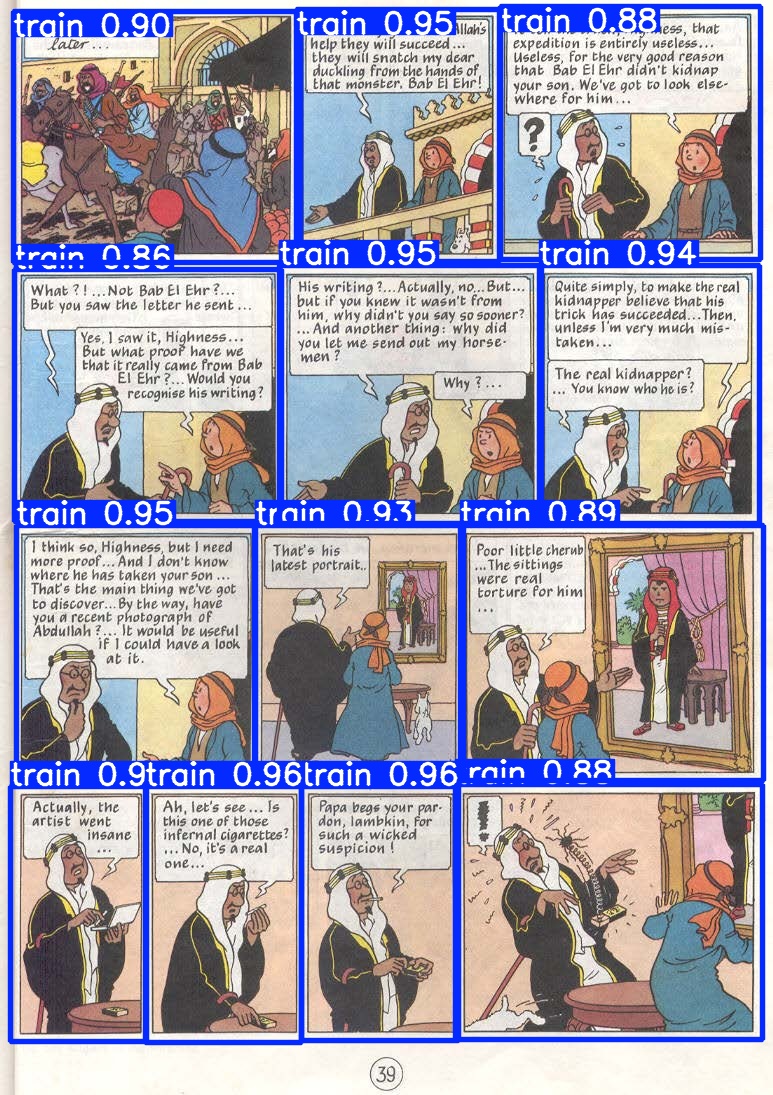 train 0.90
later ...
train 0.95
Allah's
help they will succeed...
they will snatch my dear
duckling from the hands of
that monster, Bab El Ehr!
train 0.88
that
expedition is entirely useless...
Useless, for the very good reason
that Bab El Ehr didn't kidnap
your son. We've got to look else-
where for him...
?
train 0.86
What?!...Not Bab El Ehr?...
But you saw the letter he sent...
Yes, I saw it, Highness...
But what proof have we
that it really came from Bab
El Ehr?... Would you
recognise his writing?
train 0.95
His writing?...Actually, no...But...
but if you knew it wasn't from
him, why didn't you say so sooner?
...And another thing: why did
you let me send out my horse-
men?
Why?...
train 0.94
Quite simply, to make the real
kidnapper believe that his
trick has succeeded...Then,
unless I'm very much mis-
taken...
The real kidnapper?
... You know who he is?
train 0.95
I think so, Highness, but I need
more proof...And I don't know
where he has taken your son...
That's the main thing we've got
to discover...By the way, have
you a recent photograph of
Abdullah?... It would be useful
if I could have a look
at it.
train 0.93
That's his
latest portrait..
train 0.89
Poor little cherub
...The sittings
were real
torture for him
...
train 0.9
Actually, the
artist went
insane
...
train 0.96
Ah, let's see... Is
this one of those
infernal cigarettes?
... No, it's a real
one...
train 0.96
Papa begs your par-
don, lambkin, for
such a wicked
suspicion!
train 0.88
!
39